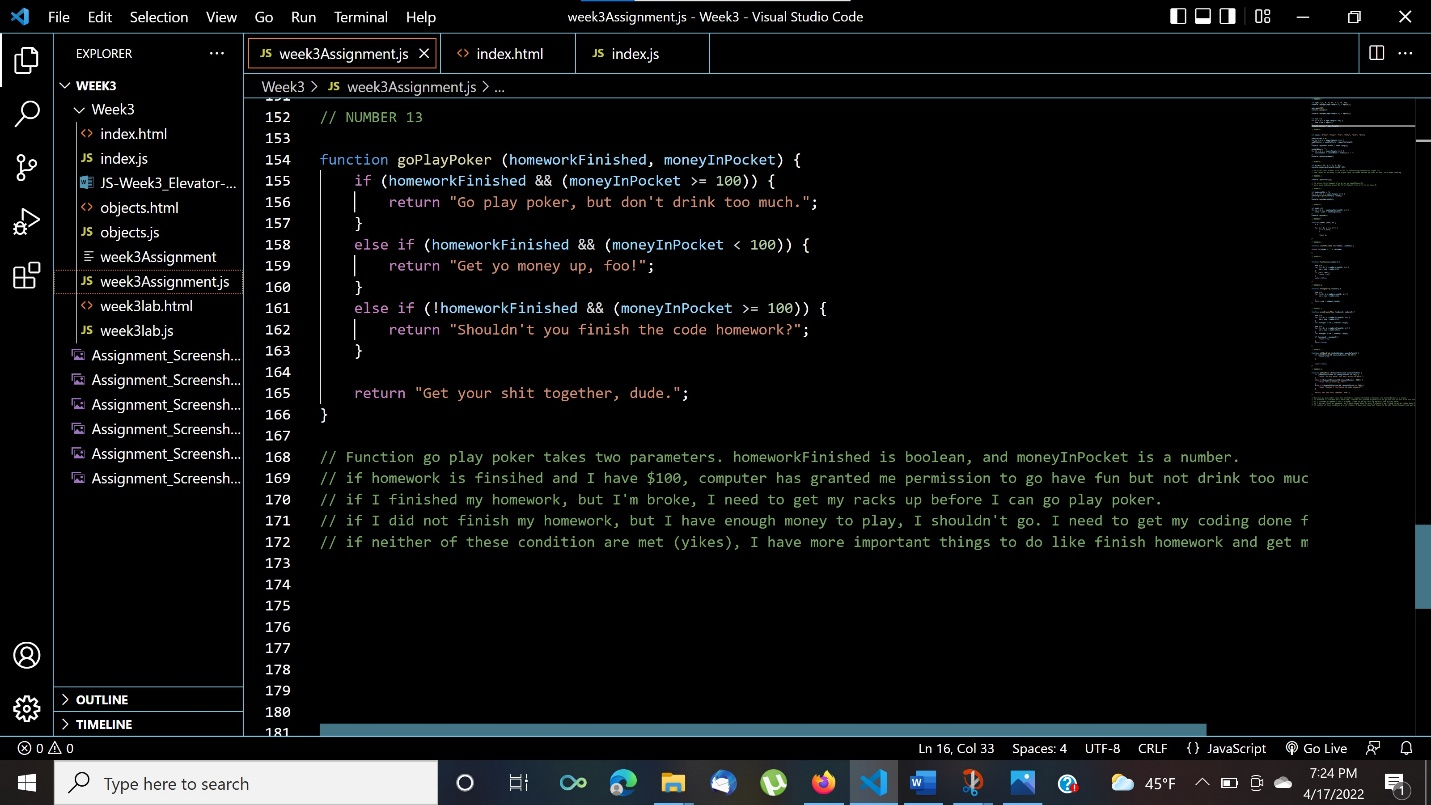 File Edit Selection View Go Run Terminal Help
week3Assignment.js - Week3 - Visual Studio Code
EXPLORER
WEEK3
Week3
index.html
JS index.js
JS-Week3_Elevator-...
objects.html
JS objects.js
week3Assignment
JS week3Assignment.js
week3lab.html
JS week3lab.js
Assignment_Screensh...
Assignment_Screensh...
Assignment_Screensh...
Assignment_Screensh...
Assignment_Screensh...
Assignment_Screensh...
OUTLINE
TIMELINE
JS week3Assignment.js
index.html
JS index.js
Week3 > JS week3Assignment.js > ...
151
152 // NUMBER 13
153
154 function goPlayPoker (homeworkFinished, moneyInPocket) {
155 if (homeworkFinished && (moneyInPocket >= 100)) {
156 return "Go play poker, but don't drink too much.";
157 }
158 else if (homeworkFinished && (moneyInPocket < 100)) {
159 return "Get yo money up, foo!";
160 }
161 else if (!homeworkFinished && (moneyInPocket >= 100)) {
162 return "Shouldn't you finish the code homework?";
163 }
164
165 return "Get your shit together, dude.";
166 }
167
168 // Function go play poker takes two parameters. homeworkFinished is boolean, and moneyInPocket is a number.
169 // if homework is finsihed and I have $100, computer has granted me permission to go have fun but not drink too muc
170 // if I finished my homework, but I'm broke, I need to get my racks up before I can go play poker.
171 // if I did not finish my homework, but I have enough money to play, I shouldn't go. I need to get my coding done f
172 // if neither of these condition are met (yikes), I have more important things to do like finish homework and get m
173
174
175
176
177
178
179
180
181
0 0
Ln 16, Col 33 Spaces: 4 UTF-8 CRLF {} JavaScript Go Live
Type here to search
45°F
7:24 PM
4/17/2022
1